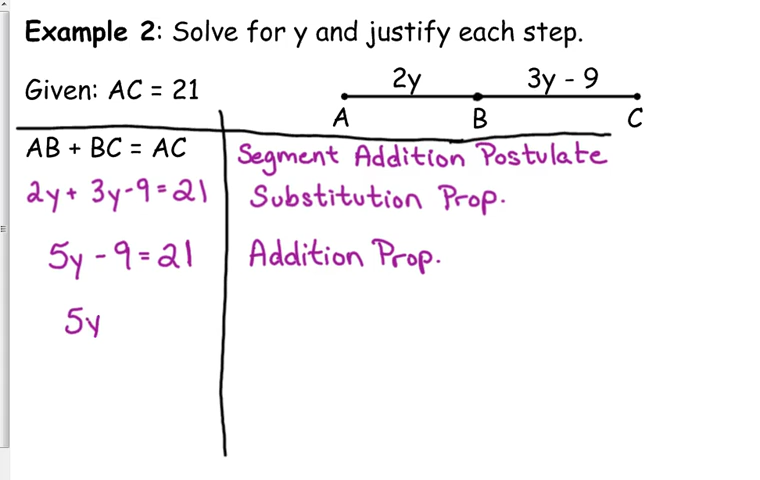 Example 2: Solve for y and justify each step.
Given: AC = 21
2y 3y - 9
A B C
AB + BC = AC Segment Addition Postulate
2y + 3y - 9 = 21 Substitution Prop.
5y - 9 = 21 Addition Prop.
5y